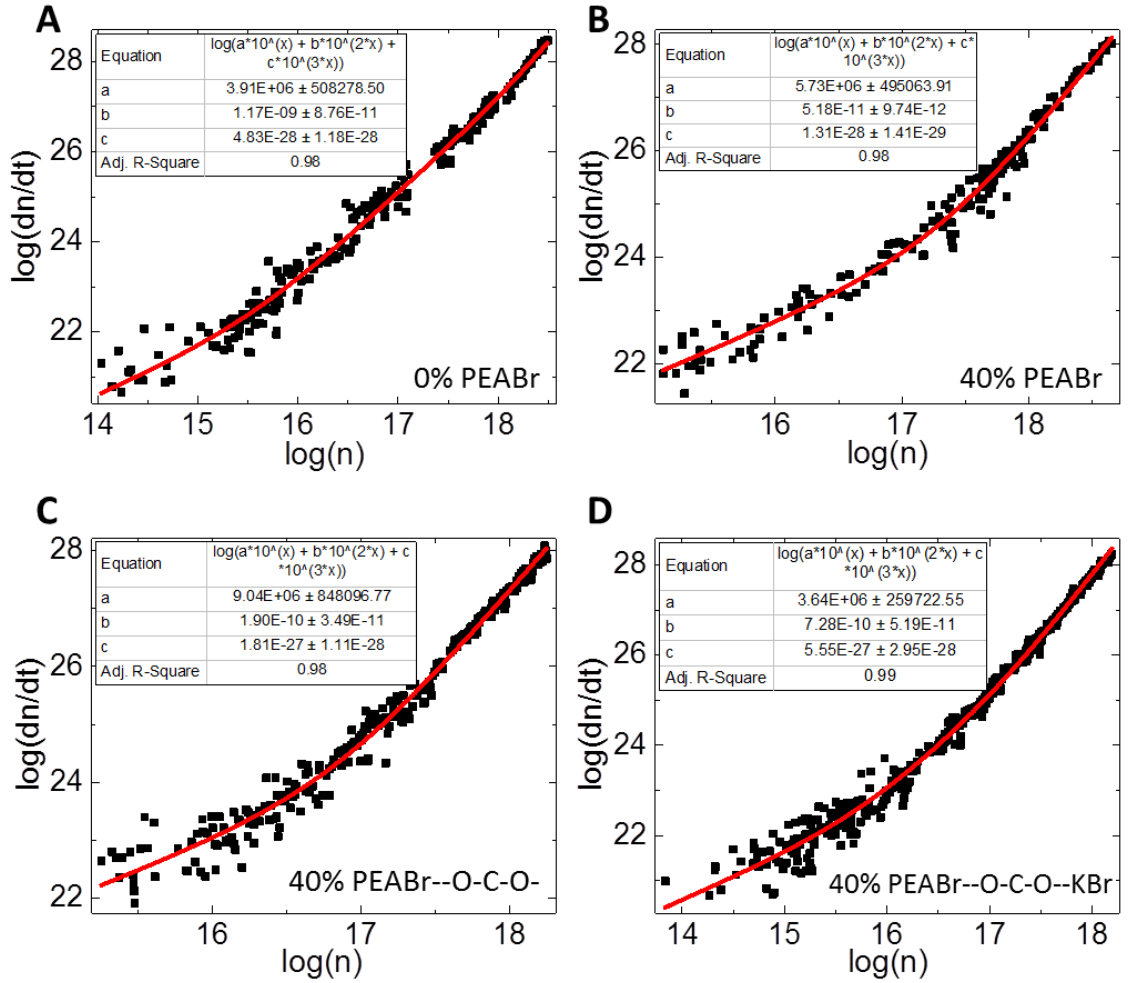 A
Equation
log(a*10^(x) + b*10^(2*x) +
c*10^(3*x))
a 3.91E+06 ± 508278.50
b 1.17E-09 ± 8.76E-11
c 4.83E-28 ± 1.18E-28
Adj. R-Square 0.98
28
26
24
22
log(dn/dt)
0% PEABr
14 15 16 17 18
log(n)
B
Equation
log(a*10^(x) + b*10^(2*x) + c*
10^(3*x))
a 5.73E+06 ± 495063.91
b 5.18E-11 ± 9.74E-12
c 1.31E-28 ± 1.41E-29
Adj. R-Square 0.98
28
26
24
22
log(dn/dt)
40% PEABr
16 17 18
log(n)
C
Equation
log(a*10^(x) + b*10^(2*x) + c
*10^(3*x))
a 9.04E+06 ± 848096.77
b 1.90E-10 ± 3.49E-11
c 1.81E-27 ± 1.11E-28
Adj. R-Square 0.98
28
26
24
22
log(dn/dt)
40% PEABr--O-C-O-
16 17 18
log(n)
D
Equation
log(a*10^(x) + b*10^(2*x) + c
*10^(3*x))
a 3.64E+06 ± 259722.55
b 7.28E-10 ± 5.19E-11
c 5.55E-27 ± 2.95E-28
Adj. R-Square 0.99
28
26
24
22
log(dn/dt)
40% PEABr--O-C-O--KBr
14 15 16 17 18
log(n)